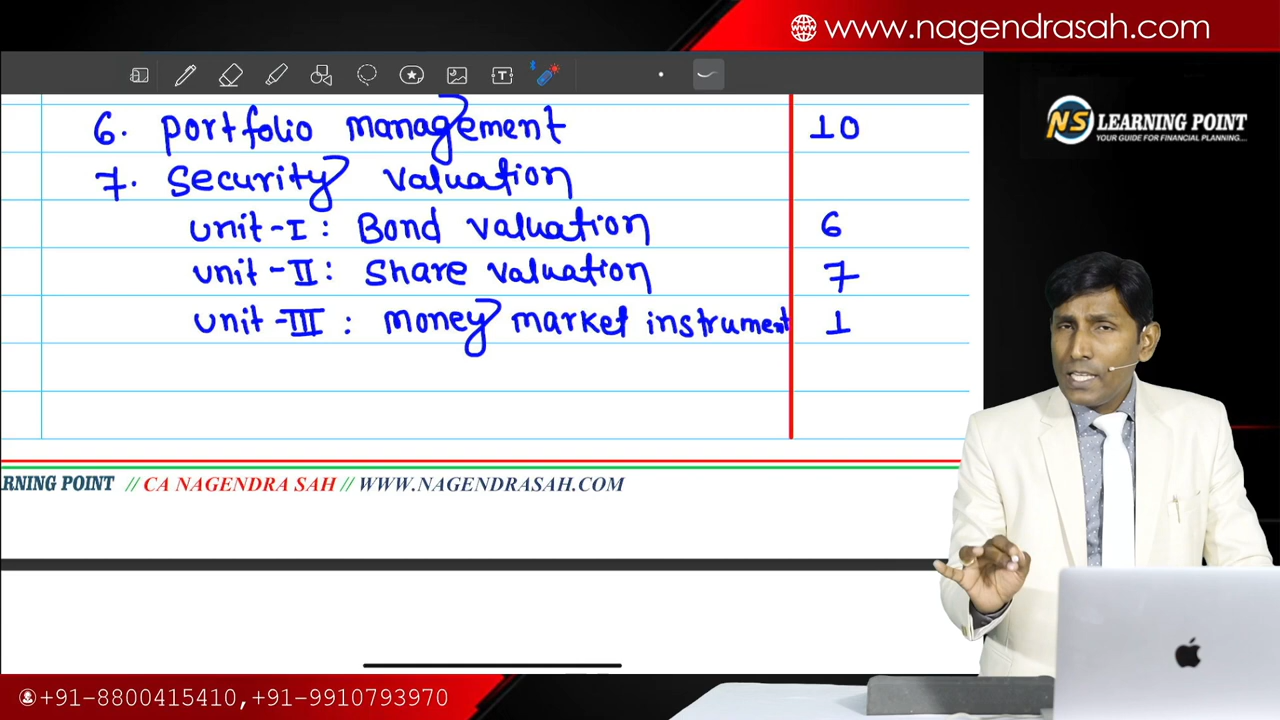 www.nagendrasah.com
NS LEARNING POINT
YOUR GUIDE FOR FINANCIAL PLANNING....
6. Portfolio management 10
7. Security valuation
unit-I : Bond valuation 6
unit-II : Share valuation 7
unit-III : money market instrument 1
RNING POINT // CA NAGENDRA SAH // WWW.NAGENDRASAH.COM
+91-8800415410,+91-9910793970